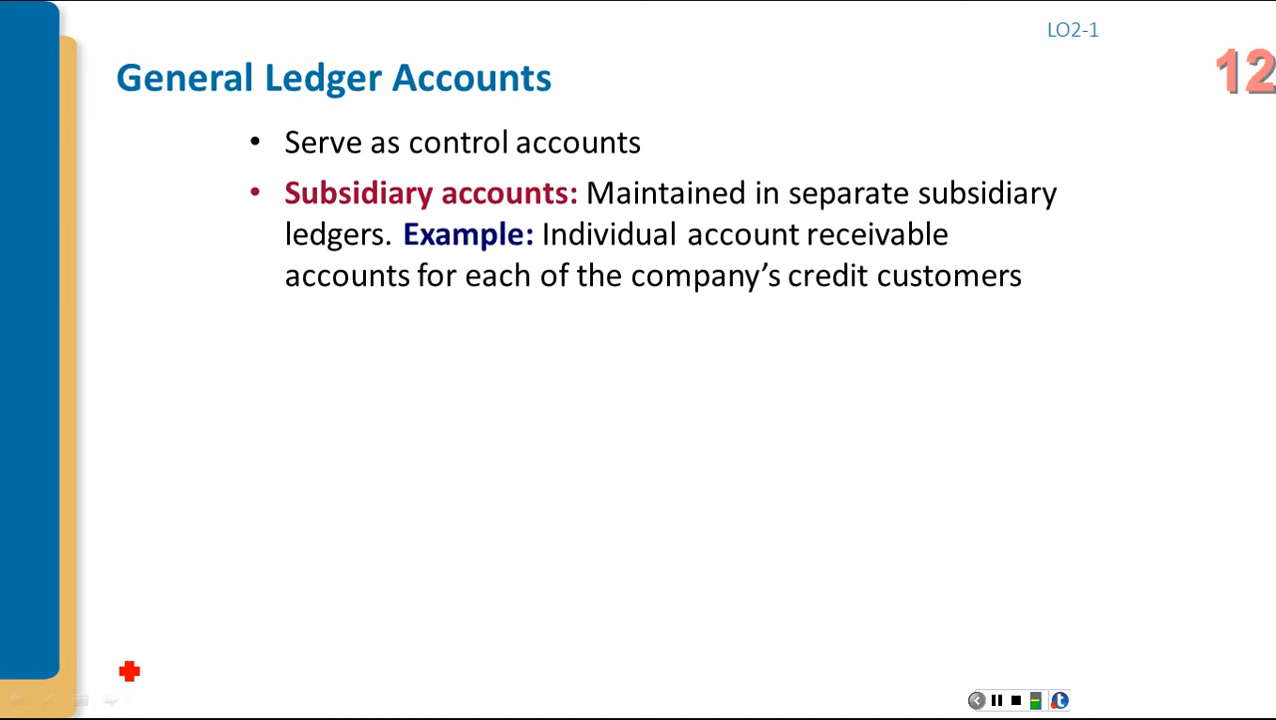 LO2-1
12
General Ledger Accounts
• Serve as control accounts
• Subsidiary accounts: Maintained in separate subsidiary
ledgers. Example: Individual account receivable
accounts for each of the company’s credit customers